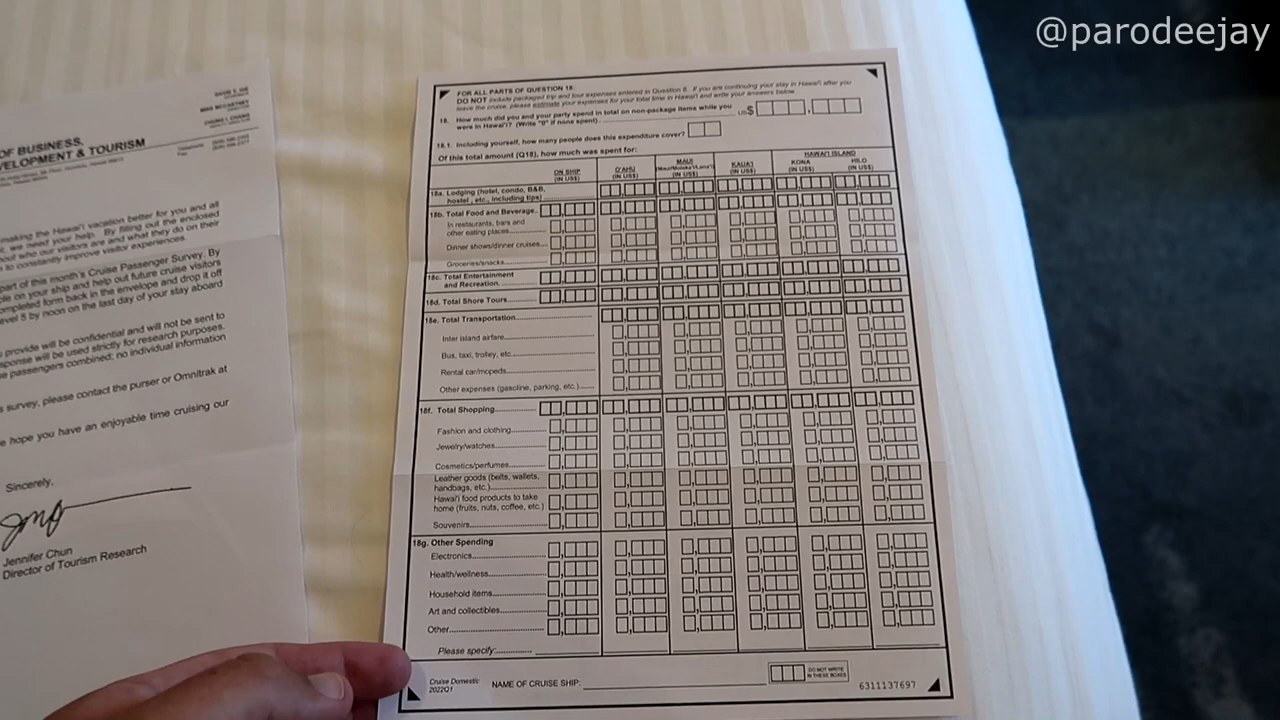 @parodeejay
DAVID Y. IGE
MIKE MCCARTNEY
CHUNG I. CHANG
OF BUSINESS,
VELOPMENT & TOURISM
Telephone:
Fax:
making the Hawai'i vacation better for you and all
, we need your help. By filling out the enclosed
out who our visitors are and what they do on their
to constantly improve visitor experiences.
part of this month's Cruise Passenger Survey. By
on your ship and help out future cruise visitors
completed form back in the envelope and drop it off
evel 5 by noon on the last day of your stay aboard
provide will be confidential and will not be sent to
sponse will be used strictly for research purposes.
e passengers combined; no individual information
s survey, please contact the purser or Omnitrak at
e hope you have an enjoyable time cruising our
Sincerely,
Jennifer Chun
Director of Tourism Research
FOR ALL PARTS OF QUESTION 18:
DO NOT include packaged trip and tour expenses entered in Question 8. If you are continuing your stay in Hawai'i after you
leave the cruise, please estimate your expenses for your total time in Hawai'i and write your answers below.
18. How much did you and your party spend in total on non-package items while you
were in Hawai'i? (Write "0" if none spent) US$
18.1. Including yourself, how many people does this expenditure cover?
Of this total amount (Q18), how much was spent for:
HAWAI'I ISLAND
ON SHIP O'AHU MAUI KAUA'I KONA HILO
(IN US$) (IN US$) (Maui/Moloka'i/Lana'i) (IN US$) (IN US$) (IN US$)
(IN US$)
18a. Lodging (hotel, condo, B&B,
hostel, etc., including tips)
18b. Total Food and Beverage
In restaurants, bars and
other eating places
Dinner shows/dinner cruises
Groceries/snacks
18c. Total Entertainment
and Recreation
18d. Total Shore Tours
18e. Total Transportation
Inter island airfare
Bus, taxi, trolley, etc.
Rental car/mopeds
Other expenses (gasoline, parking, etc.)
18f. Total Shopping
Fashion and clothing
Jewelry/watches
Cosmetics/perfumes
Leather goods (belts, wallets,
handbags, etc.)
Hawai'i food products to take
home (fruits, nuts, coffee, etc.)
Souvenirs
18g. Other Spending
Electronics
Health/wellness
Household items
Art and collectibles
Other
Please specify:
Cruise Domestic
2022Q1
NAME OF CRUISE SHIP:
DO NOT WRITE
IN THESE BOXES
6311137697